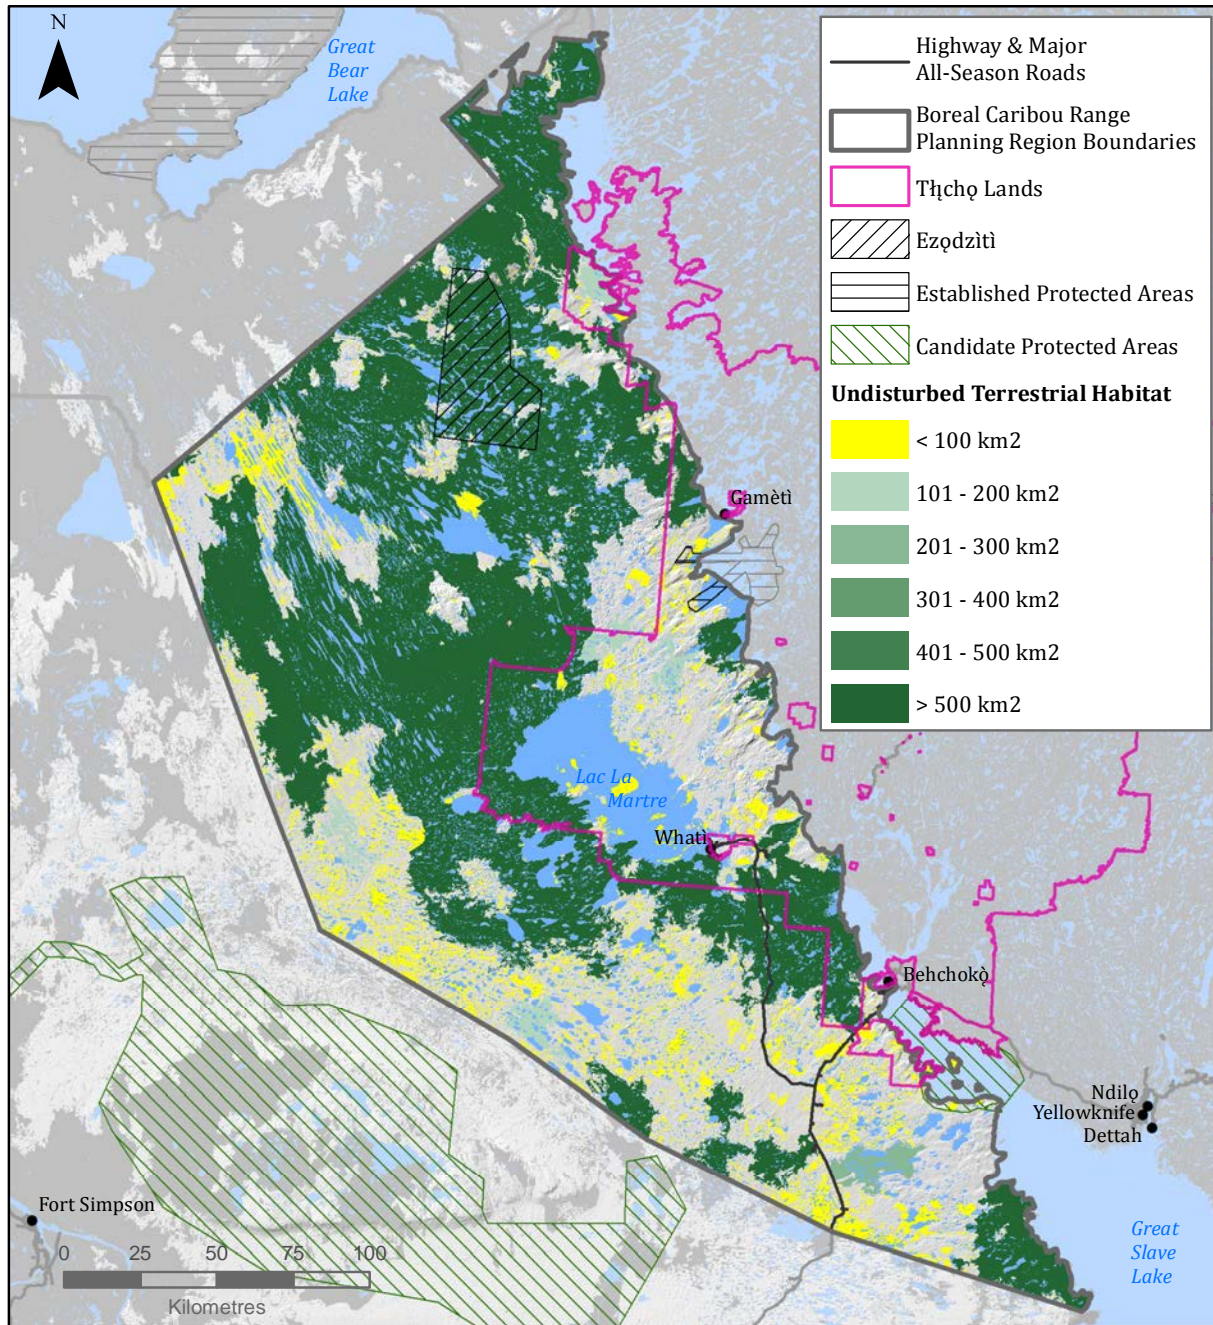 N
Great
Bear
Lake
Highway & Major
All-Season Roads
Boreal Caribou Range
Planning Region Boundaries
Tłı̨chǫ Lands
Ezǫdzìtì
Established Protected Areas
Candidate Protected Areas
Undisturbed Terrestrial Habitat
< 100 km2
101 - 200 km2
201 - 300 km2
301 - 400 km2
401 - 500 km2
> 500 km2
Gamètì
Lac La
Martre
Whatì
Behchokǫ̀
Ndilǫ
Yellowknife
Dettah
Fort Simpson
Great
Slave
Lake
0 25 50 75 100
Kilometres